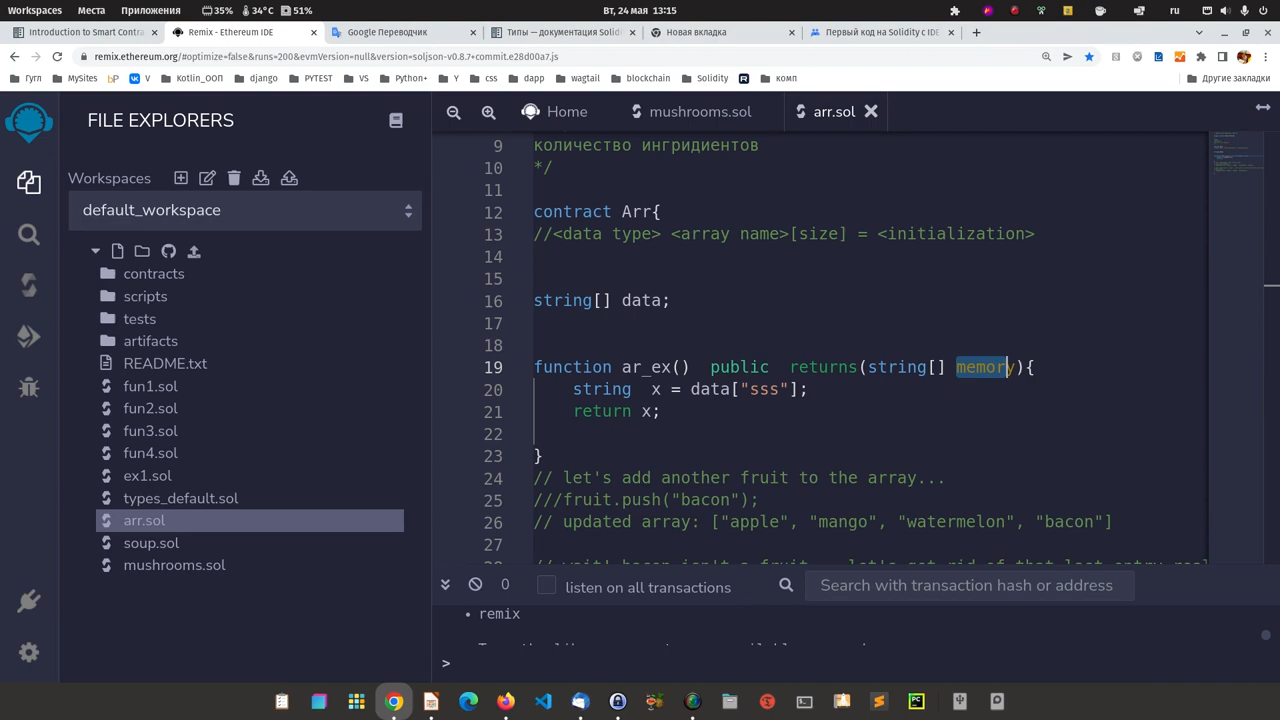 Workspaces Места Приложения 35% 34°C 51% Вт, 24 мая 13:15 ru
Introduction to Smart Contra Remix - Ethereum IDE Google Переводчик Типы — документация Solidi Новая вкладка Первый код на Solidity с IDE
remix.ethereum.org/#optimize=false&runs=200&evmVersion=null&version=soljson-v0.8.7+commit.e28d00a7.js
Гугл MySites V Kotlin_ООП django PYTEST VS Python+ Y css dapp wagtail blockchain Solidity комп Другие закладки
FILE EXPLORERS
Workspaces
default_workspace
contracts
scripts
tests
artifacts
README.txt
fun1.sol
fun2.sol
fun3.sol
fun4.sol
ex1.sol
types_default.sol
arr.sol
soup.sol
mushrooms.sol
Home mushrooms.sol arr.sol
9 количество ингридиентов
10 */
11
12 contract Arr{
13 //<data type> <array name>[size] = <initialization>
14
15
16 string[] data;
17
18
19 function ar_ex() public returns(string[] memory){
20 string x = data["sss"];
21 return x;
22
23 }
24 // let's add another fruit to the array...
25 ///fruit.push("bacon");
26 // updated array: ["apple", "mango", "watermelon", "bacon"]
27
28 // wait! bacon isn't a fruit
0 listen on all transactions Search with transaction hash or address
• remix
>